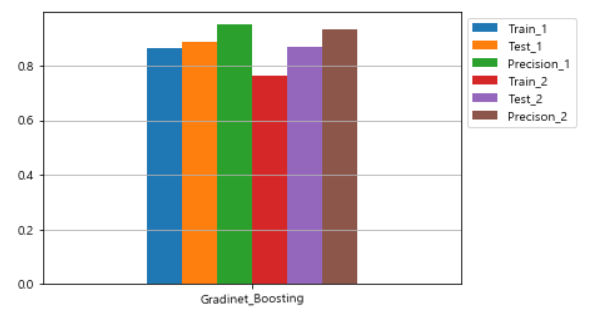 0.8
0.6
0.4
0.2
0.0
Gradinet_Boosting
Train_1
Test_1
Precision_1
Train_2
Test_2
Precison_2